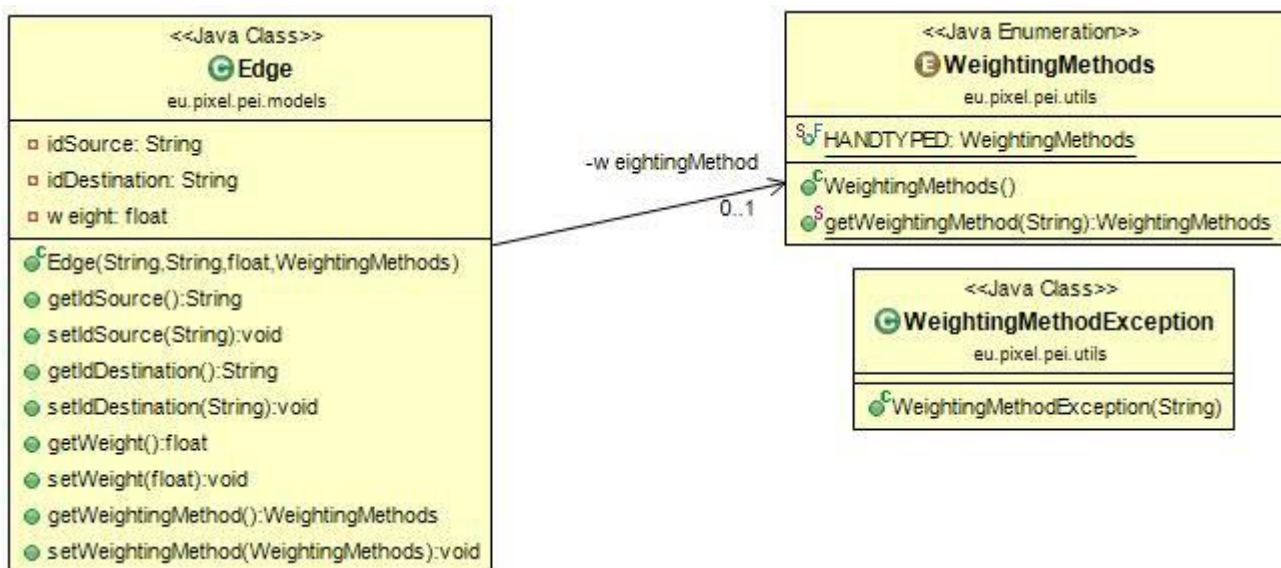 <<Java Class>>
C Edge
eu.pixel.pei.models
idSource: String
idDestination: String
w eight: float
C Edge(String,String,float,WeightingMethods)
getIdSource():String
setIdSource(String):void
getIdDestination():String
setIdDestination(String):void
getWeight():float
setWeight(float):void
getWeightingMethod():WeightingMethods
setWeightingMethod(WeightingMethods):void
-w eightingMethod
0..1
<<Java Enumeration>>
E WeightingMethods
eu.pixel.pei.utils
S F HANDTYPED: WeightingMethods
C WeightingMethods()
S getWeightingMethod(String):WeightingMethods
<<Java Class>>
C WeightingMethodException
eu.pixel.pei.utils
C WeightingMethodException(String)